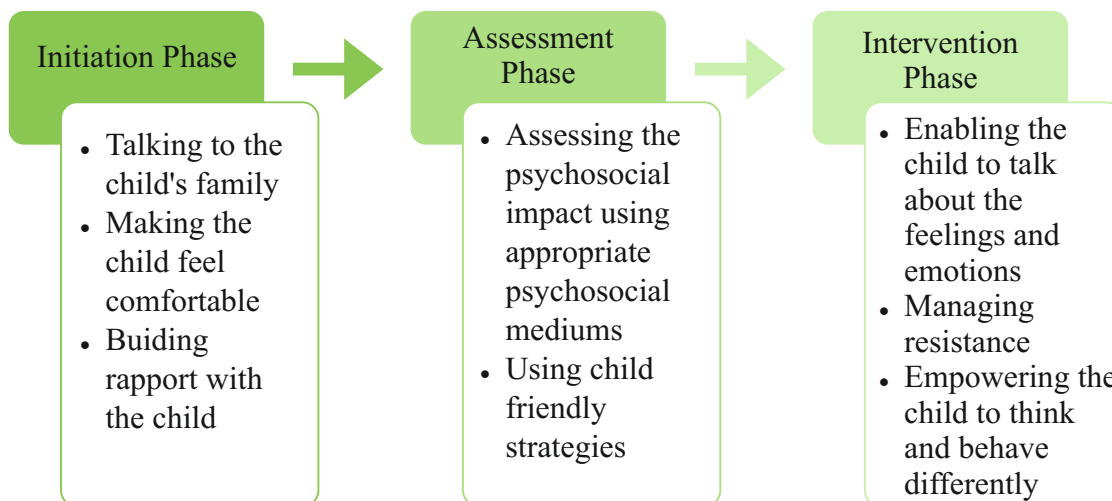 Initiation Phase
• Talking to the
child's family
• Making the
child feel
comfortable
• Buiding
rapport with
the child
Assessment
Phase
• Assessing the
psychosocial
impact using
appropriate
psychosocial
mediums
• Using child
friendly
strategies
Intervention
Phase
• Enabling the
child to talk
about the
feelings and
emotions
• Managing
resistance
• Empowering the
child to think
and behave
differently